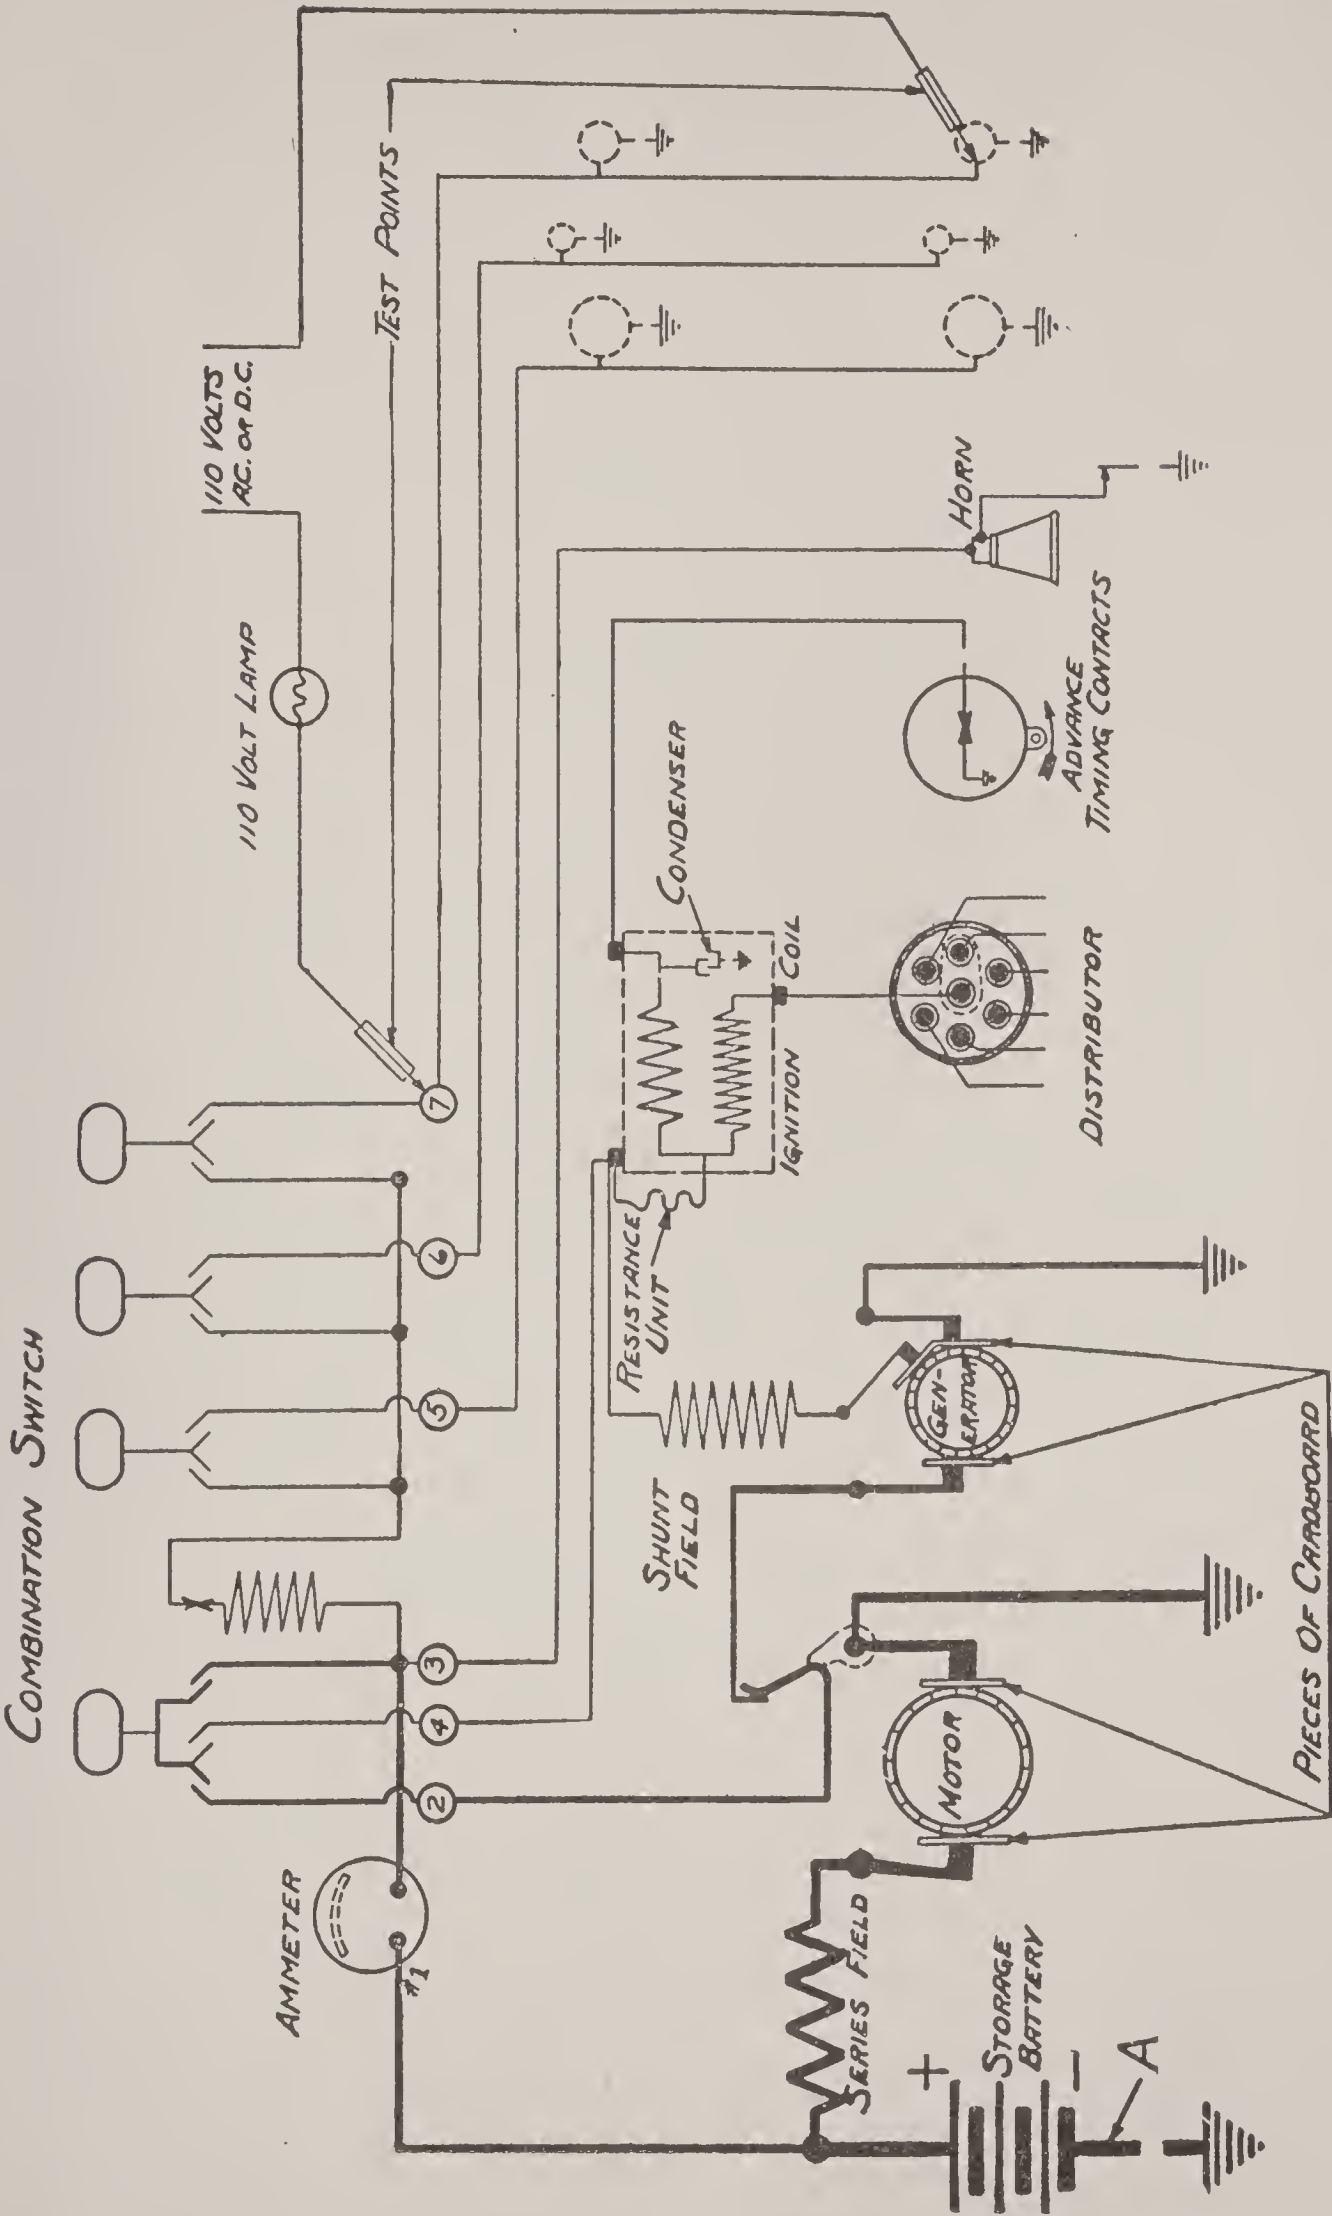 COMBINATION SWITCH
AMMETER
#1
2
4
3
5
6
7
110 VOLT LAMP
110 VOLTS
A.C. OR D.C.
TEST POINTS
SHUNT
FIELD
RESISTANCE
UNIT
IGNITION COIL
CONDENSER
HORN
SERIES FIELD
+
STORAGE
BATTERY
-
A
MOTOR
GEN-
ERATOR
DISTRIBUTOR
ADVANCE
TIMING CONTACTS
PIECES OF CARDBOARD